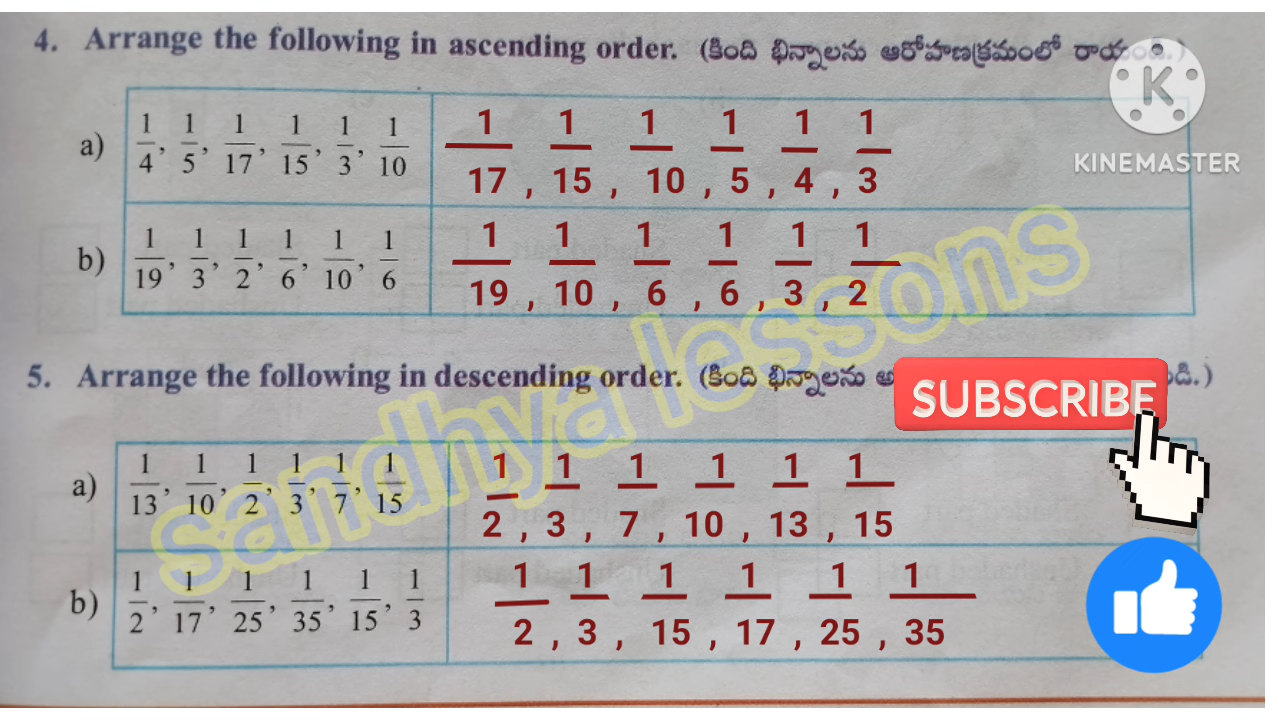 4. Arrange the following in ascending order. (కింది భిన్నాలను ఆరోహణక్రమంలో రాయండి.)
KINEMASTER
a) 1/4, 1/5, 1/17, 1/15, 1/3, 1/10 1/17, 1/15, 1/10, 1/5, 1/4, 1/3
b) 1/19, 1/3, 1/2, 1/6, 1/10, 1/6 1/19, 1/10, 1/6, 1/6, 1/3, 1/2
sandhya lessons
5. Arrange the following in descending order. (కింది భిన్నాలను
SUBSCRIBE
a) 1/13, 1/10, 1/2, 1/3, 1/7, 1/15 1/2, 1/3, 1/7, 1/10, 1/13, 1/15
b) 1/2, 1/17, 1/25, 1/35, 1/15, 1/3 1/2, 1/3, 1/15, 1/17, 1/25, 1/35